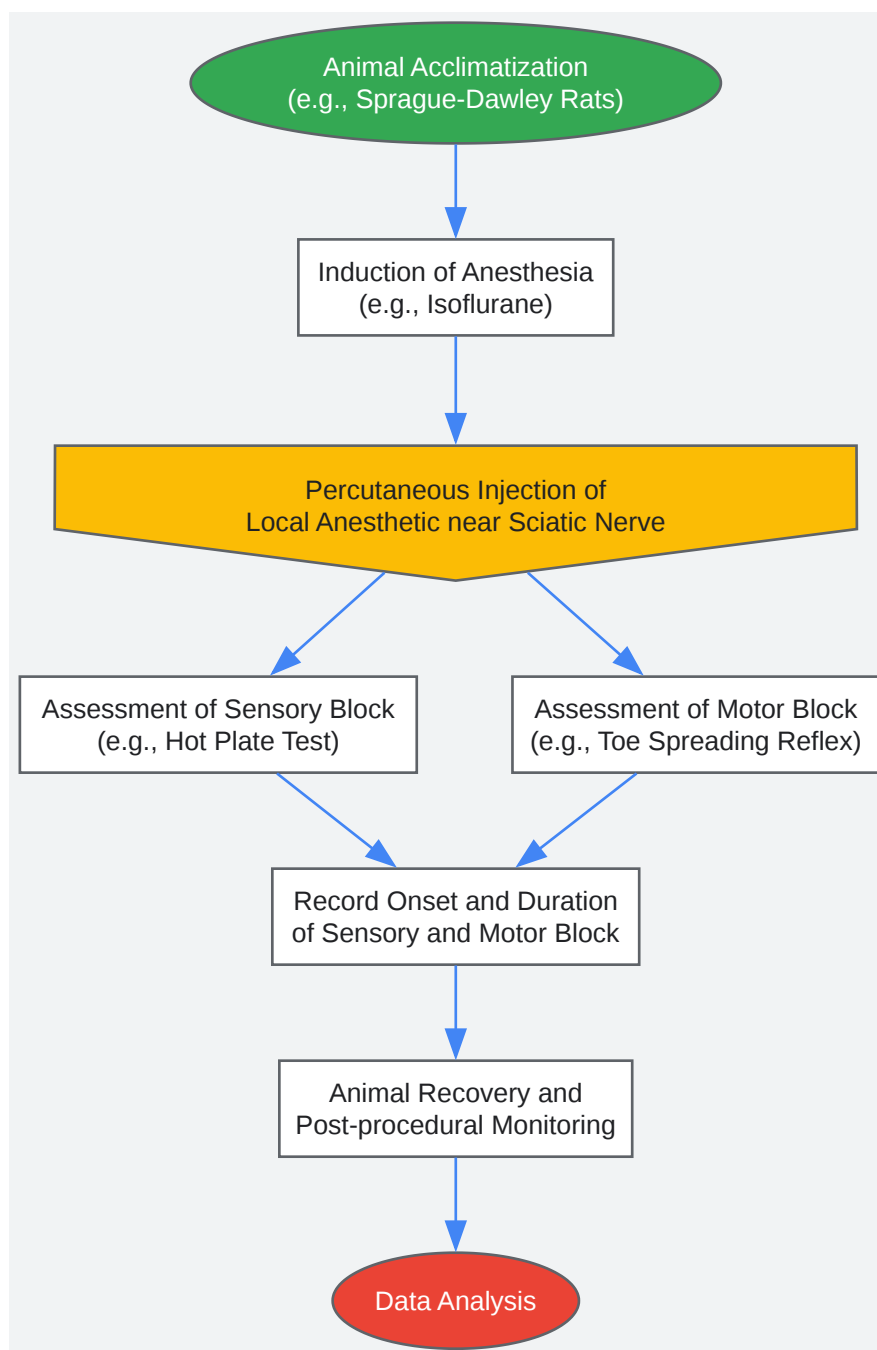 Animal Acclimatization
(e.g., Sprague-Dawley Rats)
Induction of Anesthesia
(e.g., Isoflurane)
Percutaneous Injection of
Local Anesthetic near Sciatic Nerve
Assessment of Sensory Block
(e.g., Hot Plate Test)
Assessment of Motor Block
(e.g., Toe Spreading Reflex)
Record Onset and Duration
of Sensory and Motor Block
Animal Recovery and
Post-procedural Monitoring
Data Analysis